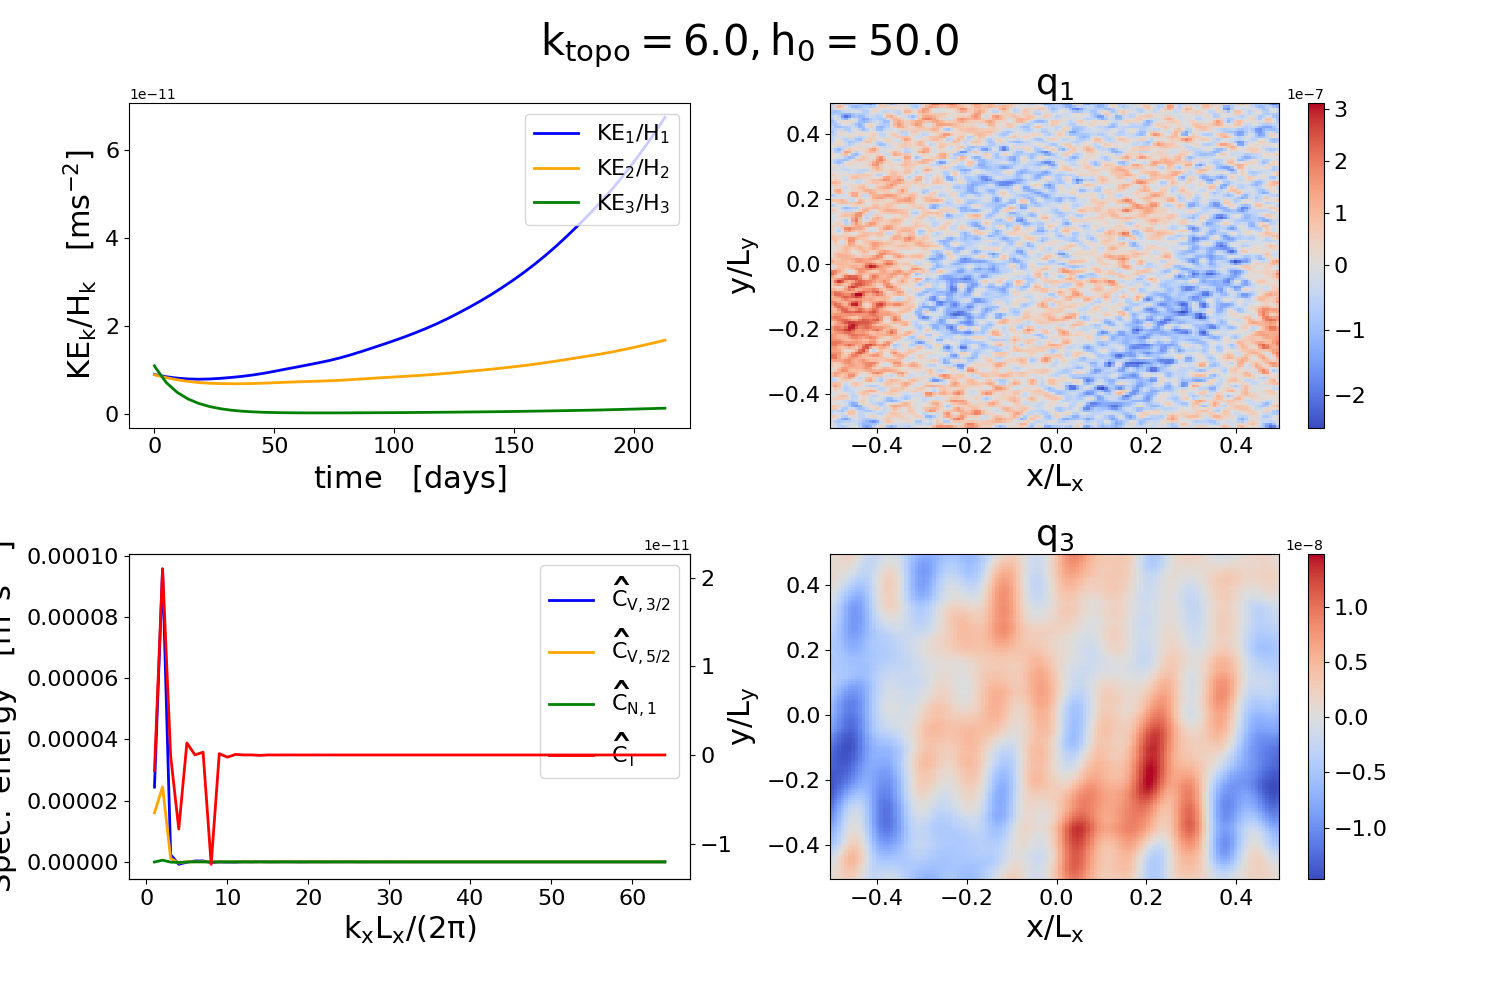 k_topo = 6.0, h_0 = 50.0
1e−11
KE_1/H_1
KE_2/H_2
KE_3/H_3
6
4
2
0
KE_k/H_k [ms^−2]
0 50 100 150 200
time [days]
q_1
1e−7
0.4
0.2
0.0
−0.2
−0.4
y/L_y
−0.4 −0.2 0.0 0.2 0.4
x/L_x
3
2
1
0
−1
−2
1e−11
Ĉ_V, 3/2
Ĉ_V, 5/2
Ĉ_N, 1
0.00010
0.00008
0.00006
0.00004
0.00002
0.00000
energy
2
1
0
−1
0 10 20 30 40 50 60
k_xL_x/(2π)
q_3
1e−8
0.4
0.2
0.0
−0.2
−0.4
y/L_y
−0.4 −0.2 0.0 0.2 0.4
x/L_x
1.0
0.5
0.0
−0.5
−1.0